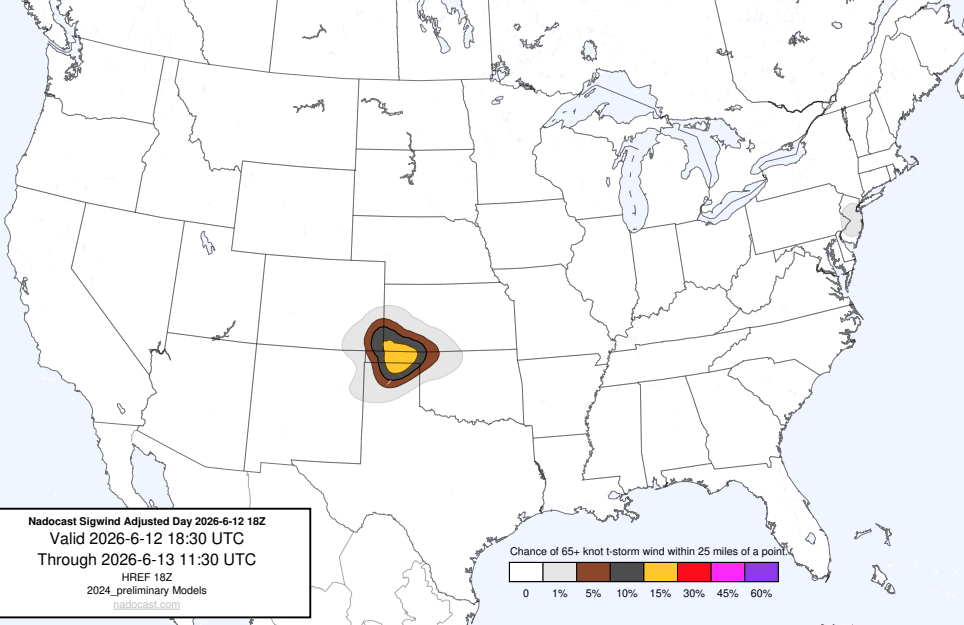 Nadocast Sigwind Adjusted Day 2026-6-12 18Z
Valid 2026-6-12 18:30 UTC
Through 2026-6-13 11:30 UTC
HREF 18Z
2024_preliminary Models
nadocast.com
Chance of 65+ knot t-storm wind within 25 miles of a point.
0 1% 5% 10% 15% 30% 45% 60%